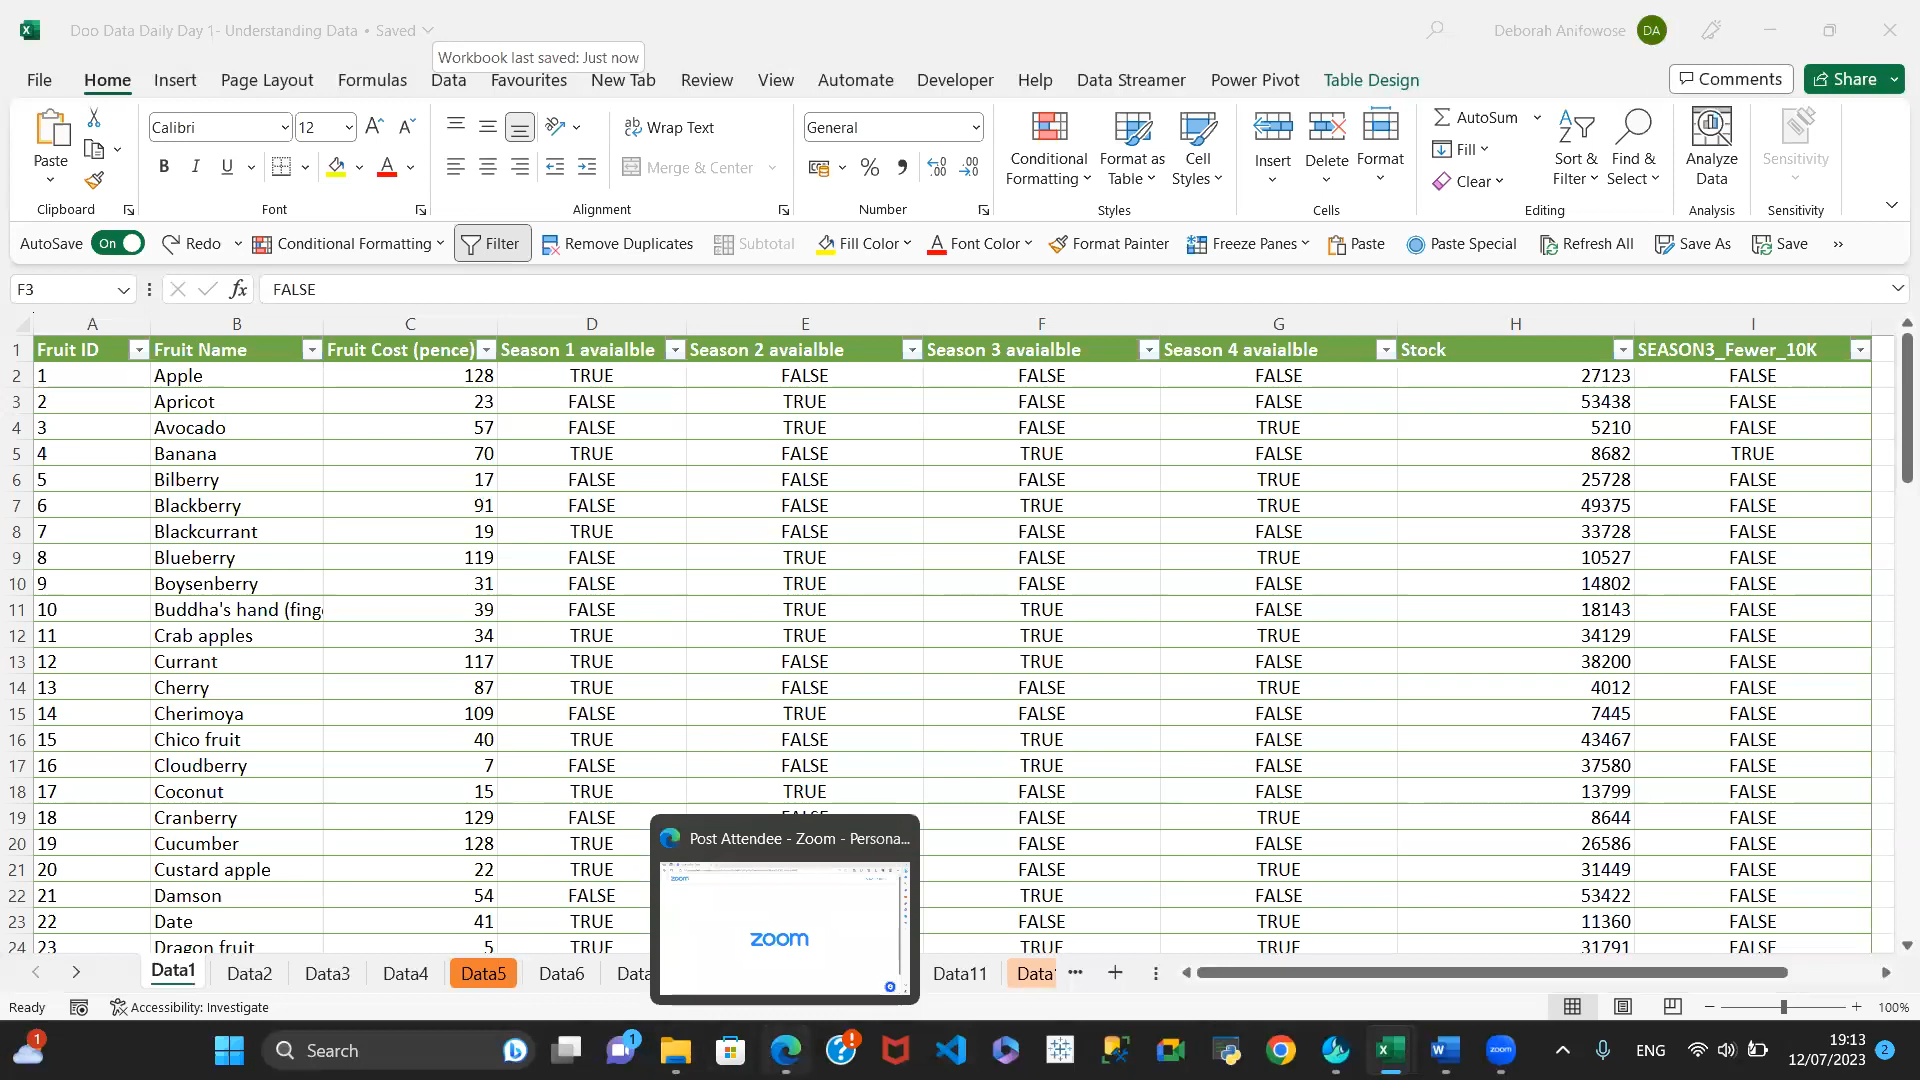 Doo Data Daily Day 1- Understanding Data • Saved
Deborah Anifowose DA
Workbook last saved: Just now
File Home Insert Page Layout Formulas Data Favourites New Tab Review View Automate Developer Help Data Streamer Power Pivot Table Design Comments Share
Calibri 12 Wrap Text General AutoSum
Paste Conditional Formatting Format as Table Cell Styles Insert Delete Format Fill Sort & Filter Find & Select Analyze Data Sensitivity
B I U Merge & Center % Clear
Clipboard Font Alignment Number Styles Cells Editing Analysis Sensitivity
AutoSave On Redo Conditional Formatting Filter Remove Duplicates Subtotal Fill Color Font Color Format Painter Freeze Panes Paste Paste Special Refresh All Save As Save
F3 fx FALSE
A B C D E F G H I
1 Fruit ID Fruit Name Fruit Cost (pence) Season 1 avaialble Season 2 avaialble Season 3 avaialble Season 4 avaialble Stock SEASON3_Fewer_10K
2 1 Apple 128 TRUE FALSE FALSE FALSE 27123 FALSE
3 2 Apricot 23 FALSE TRUE FALSE FALSE 53438 FALSE
4 3 Avocado 57 FALSE TRUE FALSE TRUE 5210 FALSE
5 4 Banana 70 TRUE FALSE TRUE FALSE 8682 TRUE
6 5 Bilberry 17 FALSE FALSE FALSE TRUE 25728 FALSE
7 6 Blackberry 91 FALSE FALSE TRUE TRUE 49375 FALSE
8 7 Blackcurrant 19 TRUE FALSE FALSE FALSE 33728 FALSE
9 8 Blueberry 119 FALSE TRUE FALSE TRUE 10527 FALSE
10 9 Boysenberry 31 FALSE TRUE FALSE FALSE 14802 FALSE
11 10 Buddha's hand (fing 39 FALSE TRUE TRUE FALSE 18143 FALSE
12 11 Crab apples 34 TRUE TRUE TRUE TRUE 34129 FALSE
13 12 Currant 117 TRUE FALSE TRUE FALSE 38200 FALSE
14 13 Cherry 87 TRUE FALSE FALSE TRUE 4012 FALSE
15 14 Cherimoya 109 FALSE TRUE FALSE FALSE 7445 FALSE
16 15 Chico fruit 40 TRUE FALSE TRUE FALSE 43467 FALSE
17 16 Cloudberry 7 FALSE FALSE TRUE FALSE 37580 FALSE
18 17 Coconut 15 TRUE TRUE FALSE FALSE 13799 FALSE
19 18 Cranberry 129 FALSE FALSE FALSE TRUE 8644 FALSE
20 19 Cucumber 128 TRUE FALSE FALSE 26586 FALSE
21 20 Custard apple 22 TRUE FALSE TRUE 31449 FALSE
22 21 Damson 54 FALSE TRUE FALSE 53422 FALSE
23 22 Date 41 TRUE FALSE TRUE 11360 FALSE
24 23 Dragon fruit 5 TRUE TRUE TRUE 31791 FALSE
Post Attendee - Zoom - Persona...
zoom
zoom
Data1 Data2 Data3 Data4 Data5 Data6 Data Data11 Data
Ready Accessibility: Investigate 100%
1 Search 1 zoom ENG 19:13
12/07/2023 2